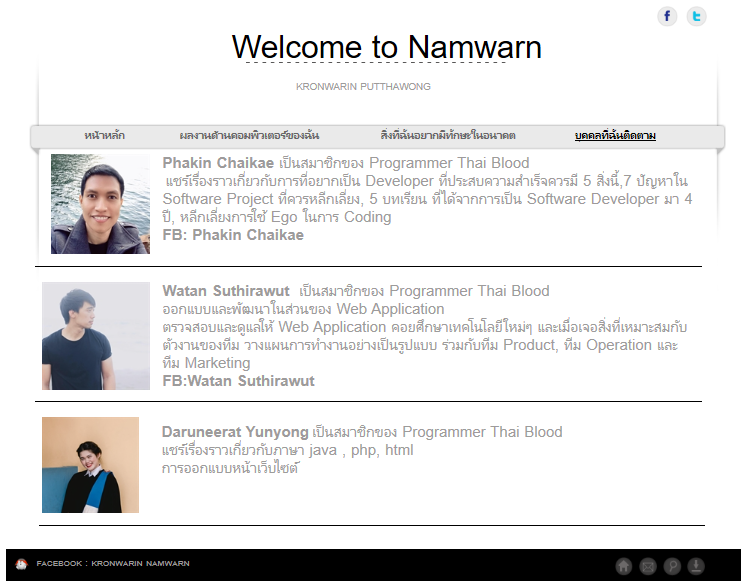 Welcome to Namwarn
KRONWARIN PUTTHAWONG
หน้าหลัก ผลงานด้านคอมพิวเตอร์ของฉัน สิ่งที่ฉันอยากมีทักษะในอนาคต บุคคลที่ฉันติดตาม
Phakin Chaikae เป็นสมาชิกของ Programmer Thai Blood
แชร์เรื่องราวเกี่ยวกับการที่อยากเป็น Developer ที่ประสบความสำเร็จควรมี 5 สิ่งนี้,7 ปัญหาใน
Software Project ที่ควรหลีกเลี่ยง, 5 บทเรียน ที่ได้จากการเป็น Software Developer มา 4
ปี, หลีกเลี่ยงการใช้ Ego ในการ Coding
FB: Phakin Chaikae
Watan Suthirawut เป็นสมาชิกของ Programmer Thai Blood
ออกแบบและพัฒนาในส่วนของ Web Application
ตรวจสอบและดูแลให้ Web Application คอยศึกษาเทคโนโลยีใหม่ๆ และเมื่อเจอสิ่งที่เหมาะสมกับ
ตัวงานของทีม วางแผนการทำงานอย่างเป็นรูปแบบ ร่วมกับทีม Product, ทีม Operation และ
ทีม Marketing
FB:Watan Suthirawut
Daruneerat Yunyong เป็นสมาชิกของ Programmer Thai Blood
แชร์เรื่องราวเกี่ยวกับภาษา java , php, html
การออกแบบหน้าเว็บไซต์
FACEBOOK : KRONWARIN NAMWARN